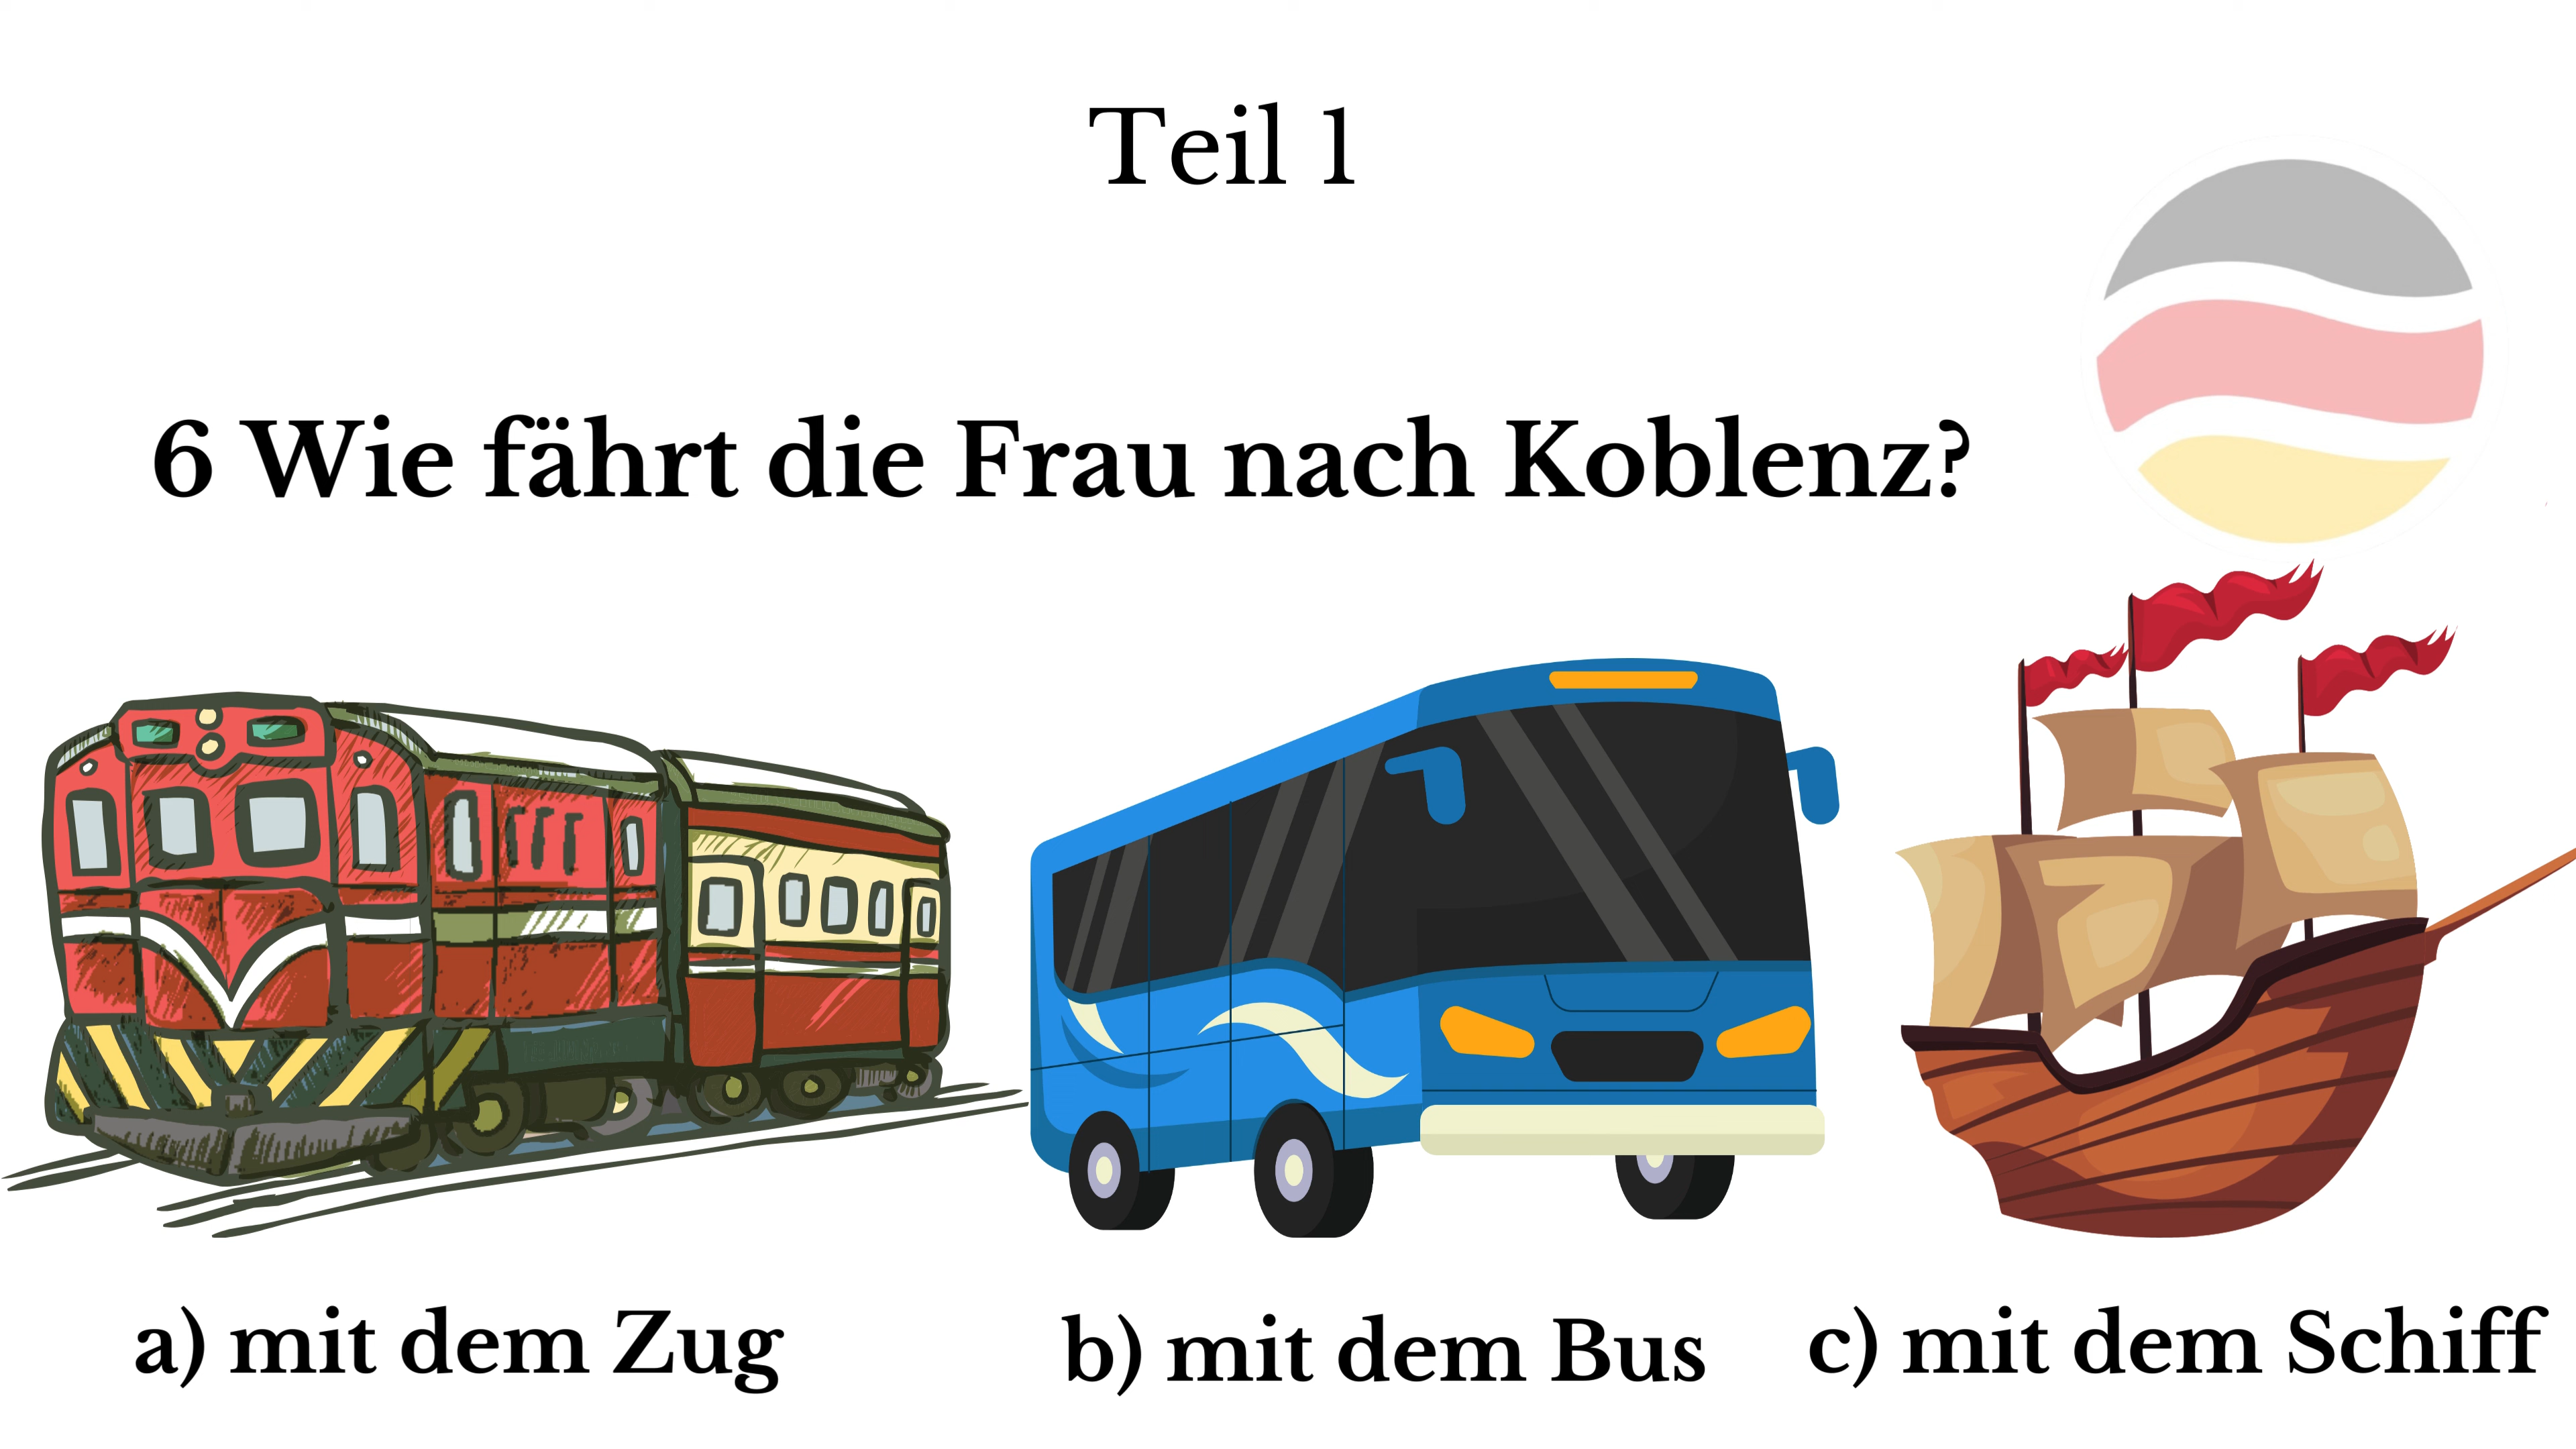 Teil 1
6 Wie fährt die Frau nach Koblenz?
a) mit dem Zug
b) mit dem Bus
c) mit dem Schiff